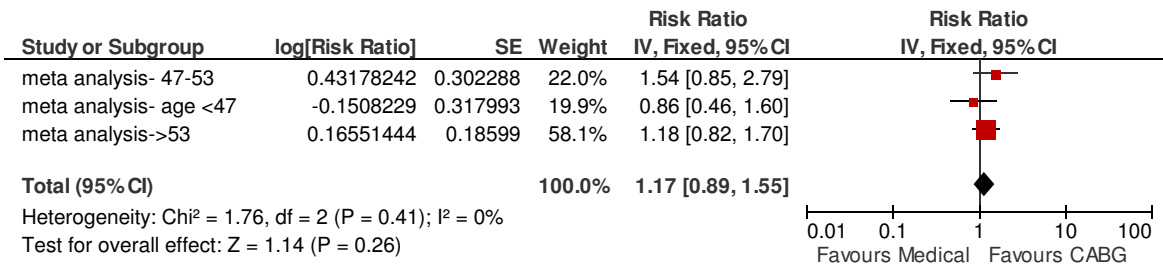 Risk Ratio Risk Ratio
Study or Subgroup log[Risk Ratio] SE Weight IV, Fixed, 95% CI IV, Fixed, 95% CI
meta analysis- 47-53 0.43178242 0.302288 22.0% 1.54 [0.85, 2.79]
meta analysis- age <47 -0.1508229 0.317993 19.9% 0.86 [0.46, 1.60]
meta analysis->53 0.16551444 0.18599 58.1% 1.18 [0.82, 1.70]
Total (95% CI) 100.0% 1.17 [0.89, 1.55]
Heterogeneity: Chi² = 1.76, df = 2 (P = 0.41); I² = 0%
Test for overall effect: Z = 1.14 (P = 0.26)
0.01 0.1 1 10 100
Favours Medical Favours CABG